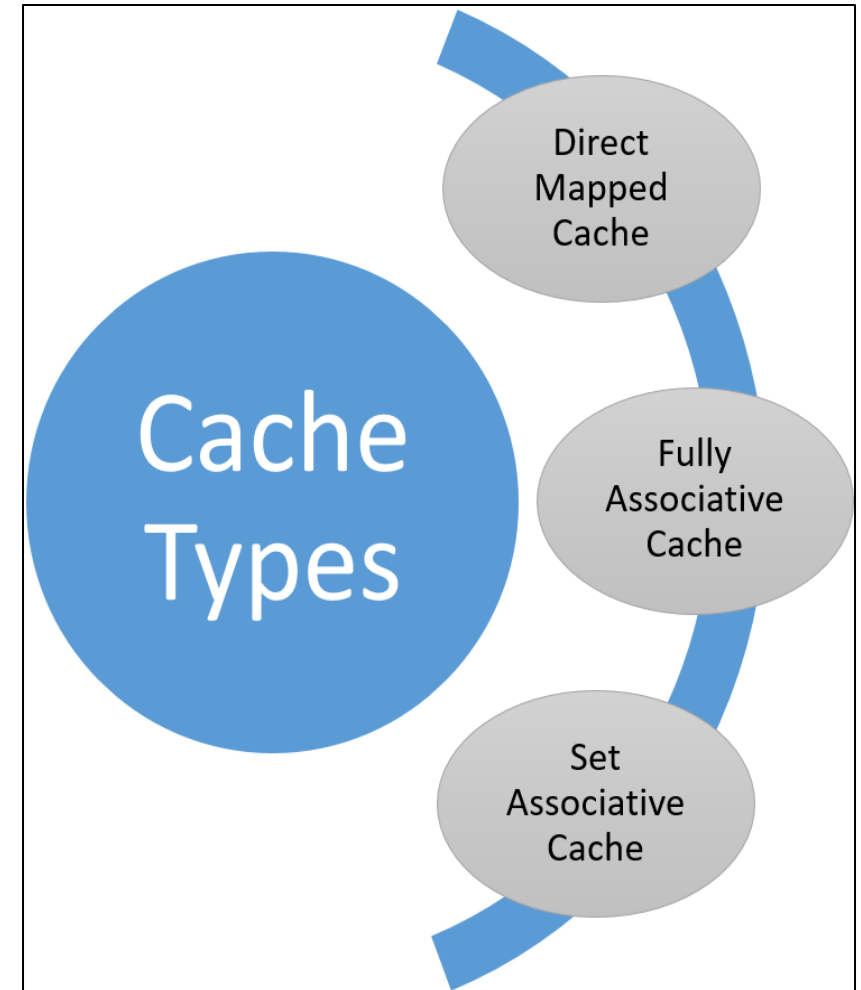 Cache
Types
Direct
Mapped
Cache
Fully
Associative
Cache
Set
Associative
Cache